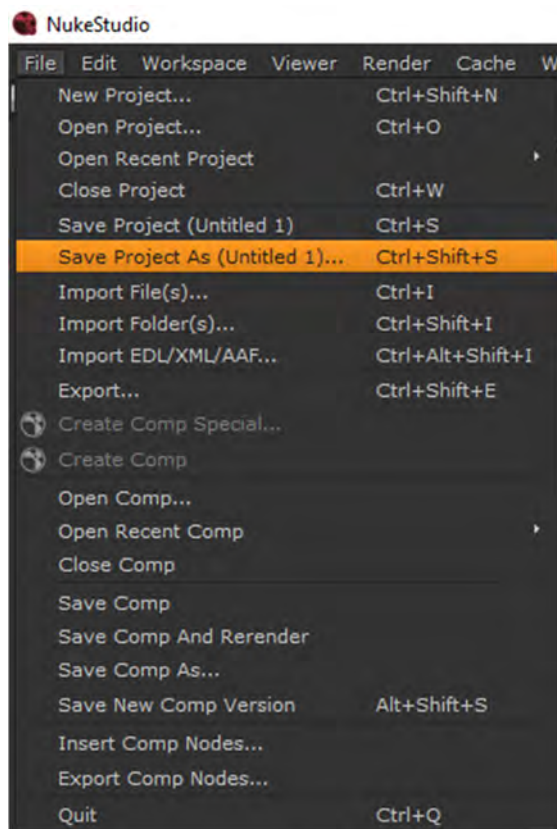 NukeStudio
File Edit Workspace Viewer Render Cache W
New Project... Ctrl+Shift+N
Open Project... Ctrl+O
Open Recent Project
Close Project Ctrl+W
Save Project (Untitled 1) Ctrl+S
Save Project As (Untitled 1)... Ctrl+Shift+S
Import File(s)... Ctrl+I
Import Folder(s)... Ctrl+Shift+I
Import EDL/XML/AAF... Ctrl+Alt+Shift+I
Export... Ctrl+Shift+E
Create Comp Special...
Create Comp
Open Comp...
Open Recent Comp
Close Comp
Save Comp
Save Comp And Rerender
Save Comp As...
Save New Comp Version Alt+Shift+S
Insert Comp Nodes...
Export Comp Nodes...
Quit Ctrl+Q